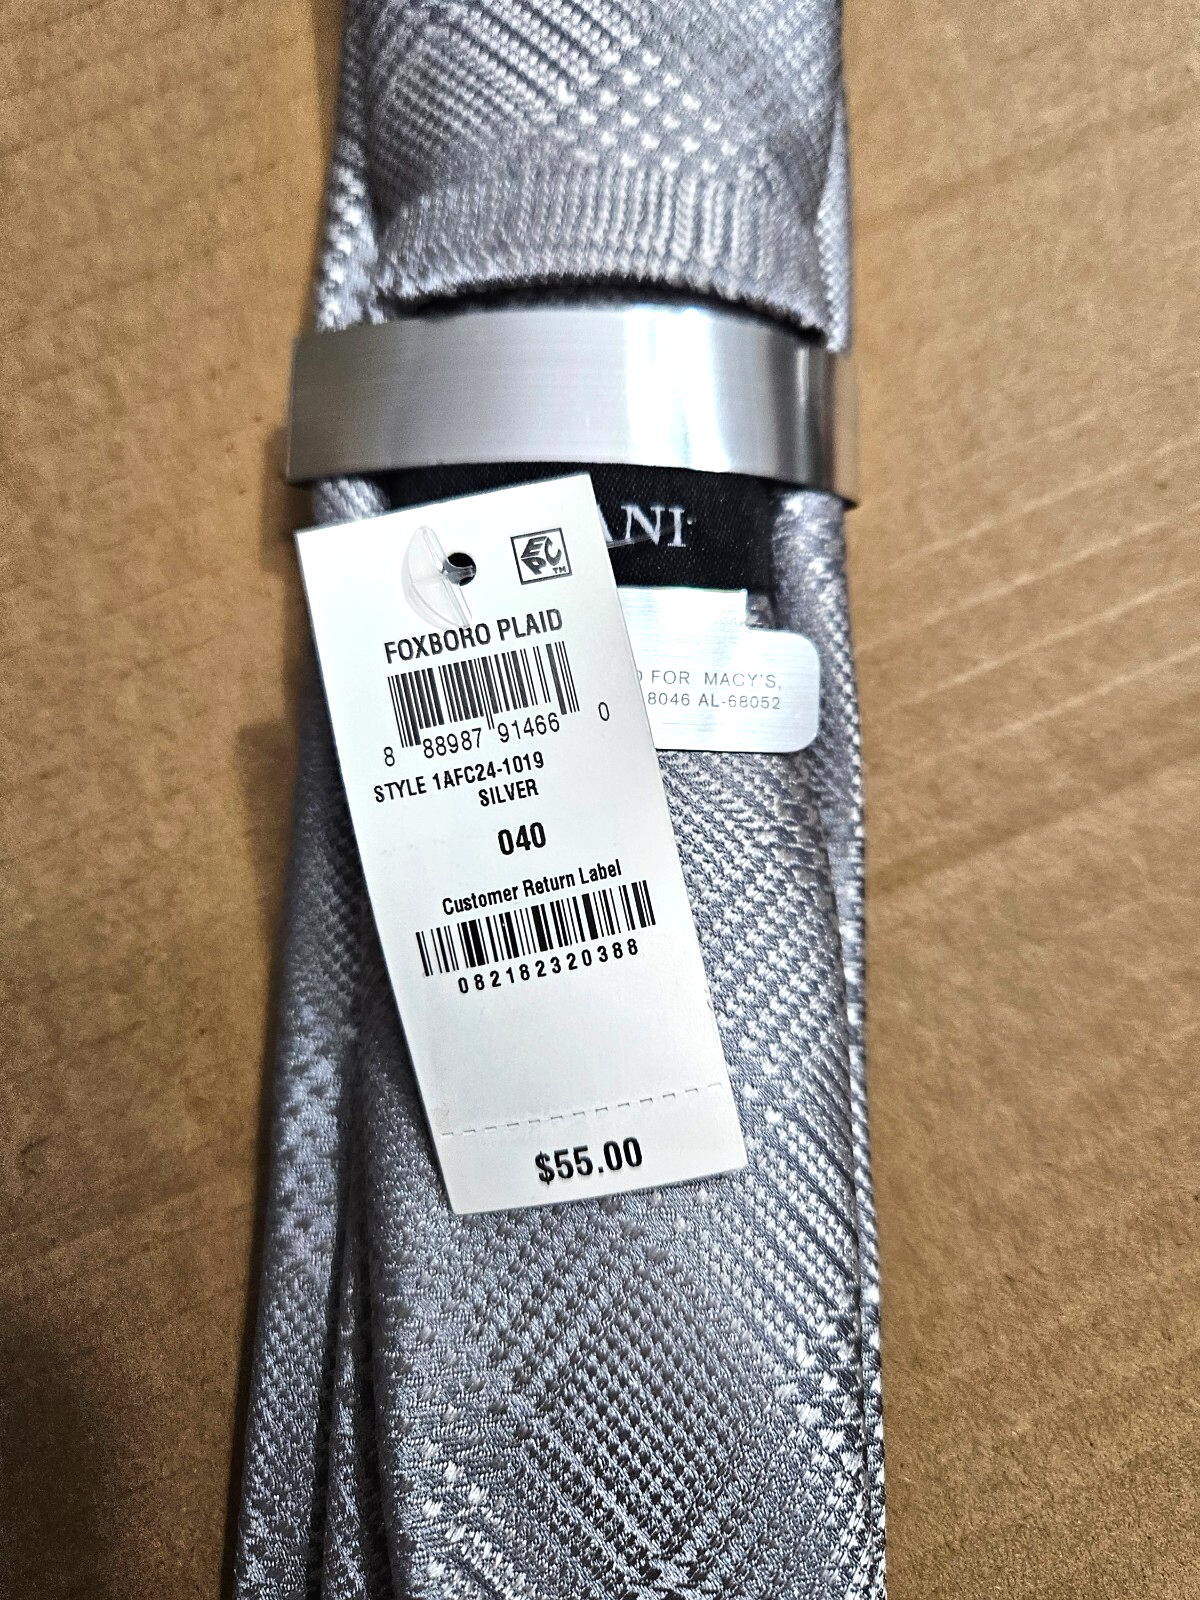 ANI
EPC™
FOXBORO PLAID
8 88987 91466 0
STYLE 1AFC24-1019
SILVER
040
Customer Return Label
082182320388
$55.00
FOR MACY'S,
8046 AL-68052